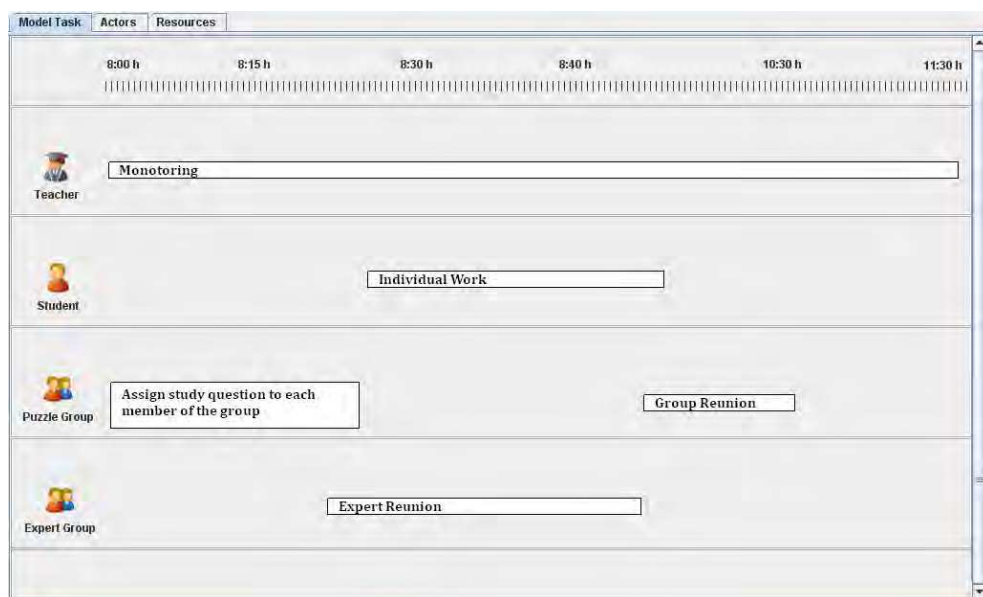 Model Task Actors Resources
8:00 h 8:15 h 8:30 h 8:40 h 10:30 h 11:30 h
Monotoring
Teacher
Individual Work
Student
Assign study question to each
member of the group
Group Reunion
Puzzle Group
Expert Reunion
Expert Group